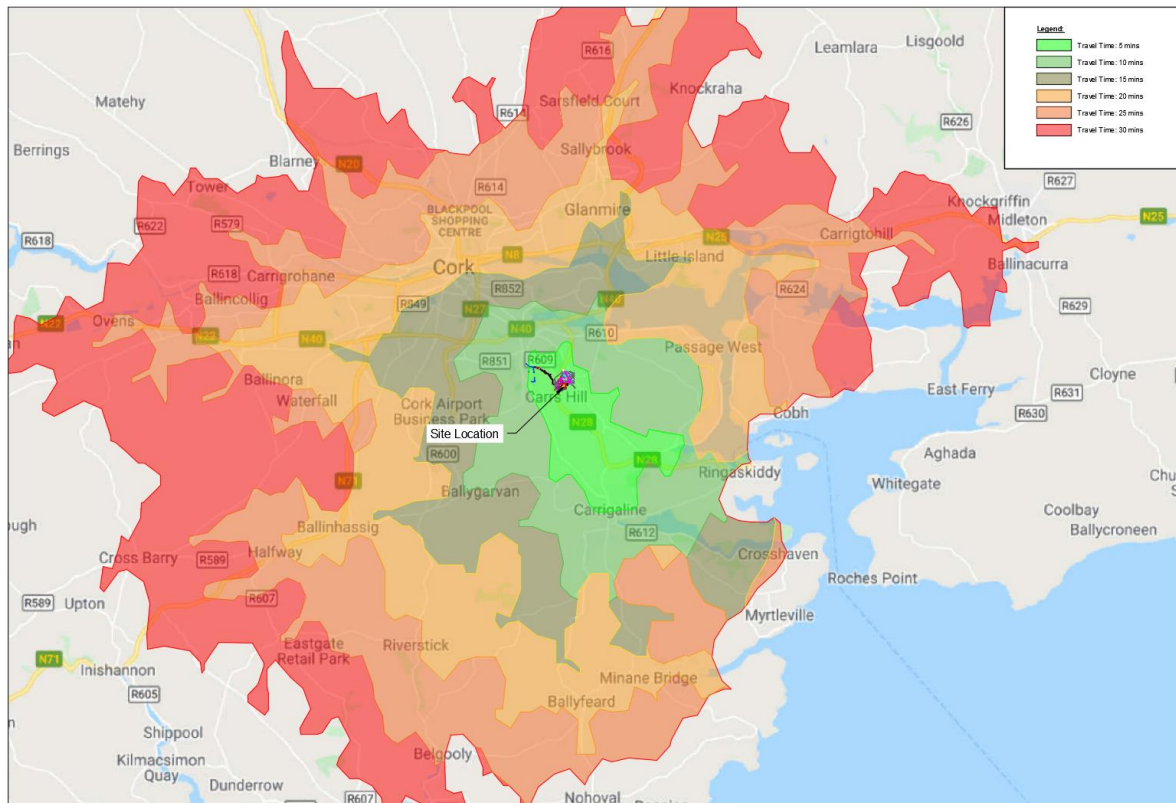 Legend:
Travel Time: 5 mins
Travel Time: 10 mins
Travel Time: 15 mins
Travel Time: 20 mins
Travel Time: 25 mins
Travel Time: 30 mins
R616
Leamlara
Lisgoold
Matehy
Sarsfield Court
Knockraha
R614
R626
Berrings
Blarney
N20
Sallybrook
Tower
R614
R627
R622
R579
BLACKPOOL
SHOPPING
CENTRE
Glanmire
Knockgriffin
Midleton
N25
R618
Carrigtohill
N25
N8
Little Island
Cork
Ballinacurra
R618
Carrigrohane
R624
Ballincollig
R849
R852
N27
N40
R629
N22
Ovens
N22
N40
N40
R610
Passage West
R851
R609
Cloyne
Ballinora
Waterfall
Carrs Hill
East Ferry
R631
Cork Airport
Business Park
Cobh
R630
Site Location
N28
R600
N28
Aghada
Ringaskiddy
Whitegate
N71
Ballygarvan
Carrigaline
Coolbay
Ballinhassig
R612
Ballycroneen
Halfway
Crosshaven
Cross Barry
R589
Roches Point
R589
Upton
R607
Myrtleville
Eastgate
Retail Park
Riverstick
N71
Inishannon
Minane Bridge
R605
Ballyfeard
Shippool
Belgooly
Kilmacsimon
Quay
Dunderrow
R607
Nohoval